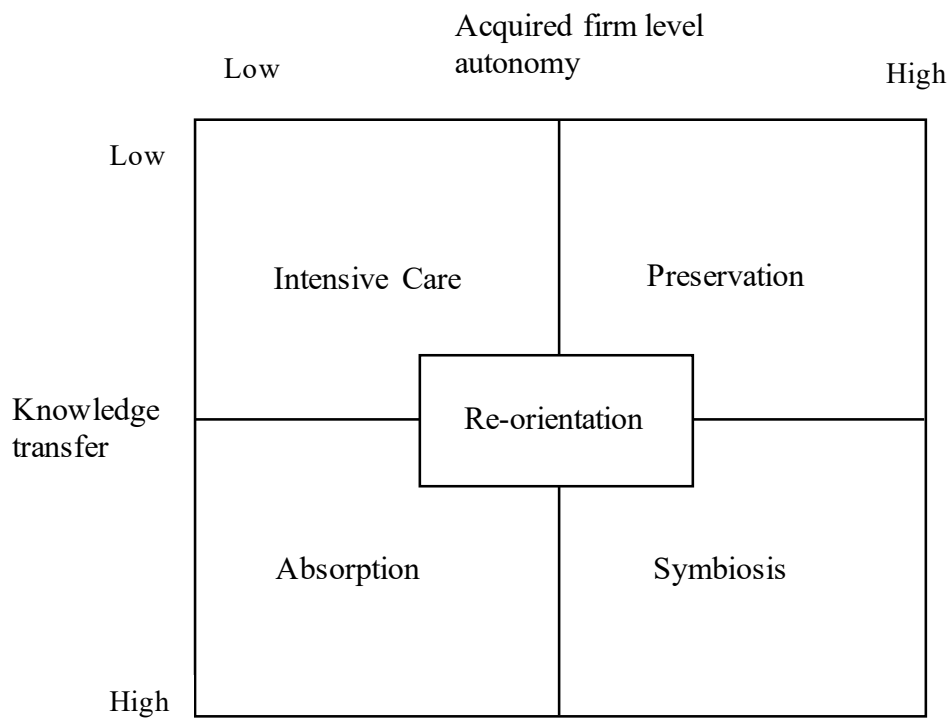 Acquired firm level
autonomy
Low
High
Low
Intensive Care
Preservation
Knowledge
transfer
Re-orientation
Absorption
Symbiosis
High